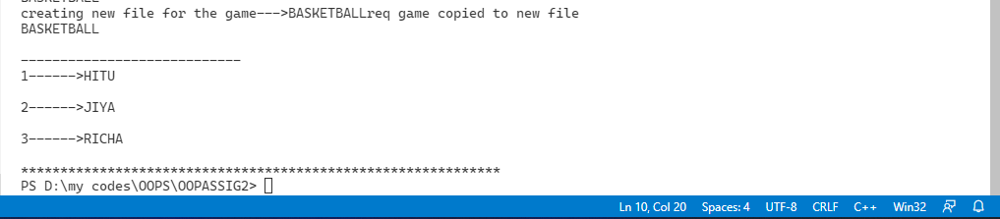 BASKETBALL
creating new file for the game--->BASKETBALLreq game copied to new file
BASKETBALL
----------------------------
1------>HITU
2------>JIYA
3------>RICHA
*************************************************************
PS D:\my codes\OOPS\OOPASSIG2>
Ln 10, Col 20 Spaces: 4 UTF-8 CRLF C++ Win32